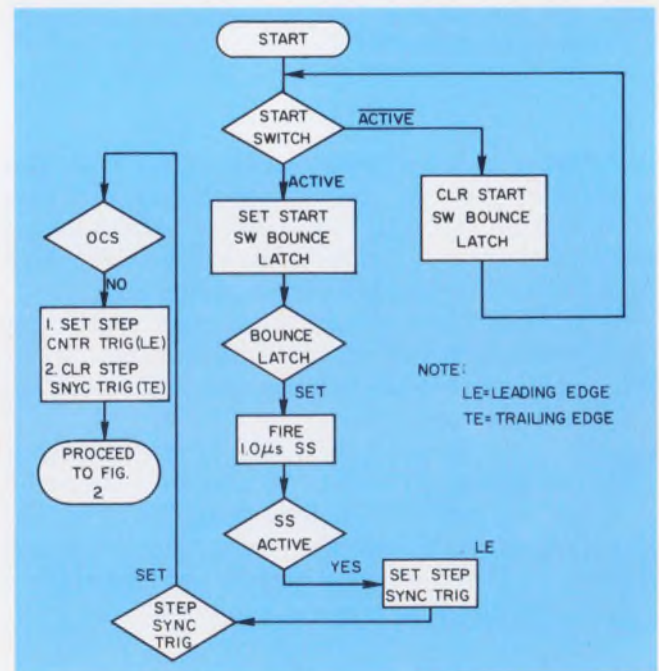 START
START
SWITCH
ACTIVE
ACTIVE
CLR START
SW BOUNCE
LATCH
SET START
SW BOUNCE
LATCH
BOUNCE
LATCH
SET
FIRE
1.0μs SS
SS
ACTIVE
YES
LE
SET STEP
SYNC TRIG
STEP
SYNC
TRIG
SET
OCS
NO
1. SET STEP
CNTR TRIG(LE)
2. CLR STEP
SNYC TRIG(TE)
PROCEED
TO FIG.
2
NOTE:
LE=LEADING EDGE
TE=TRAILING EDGE